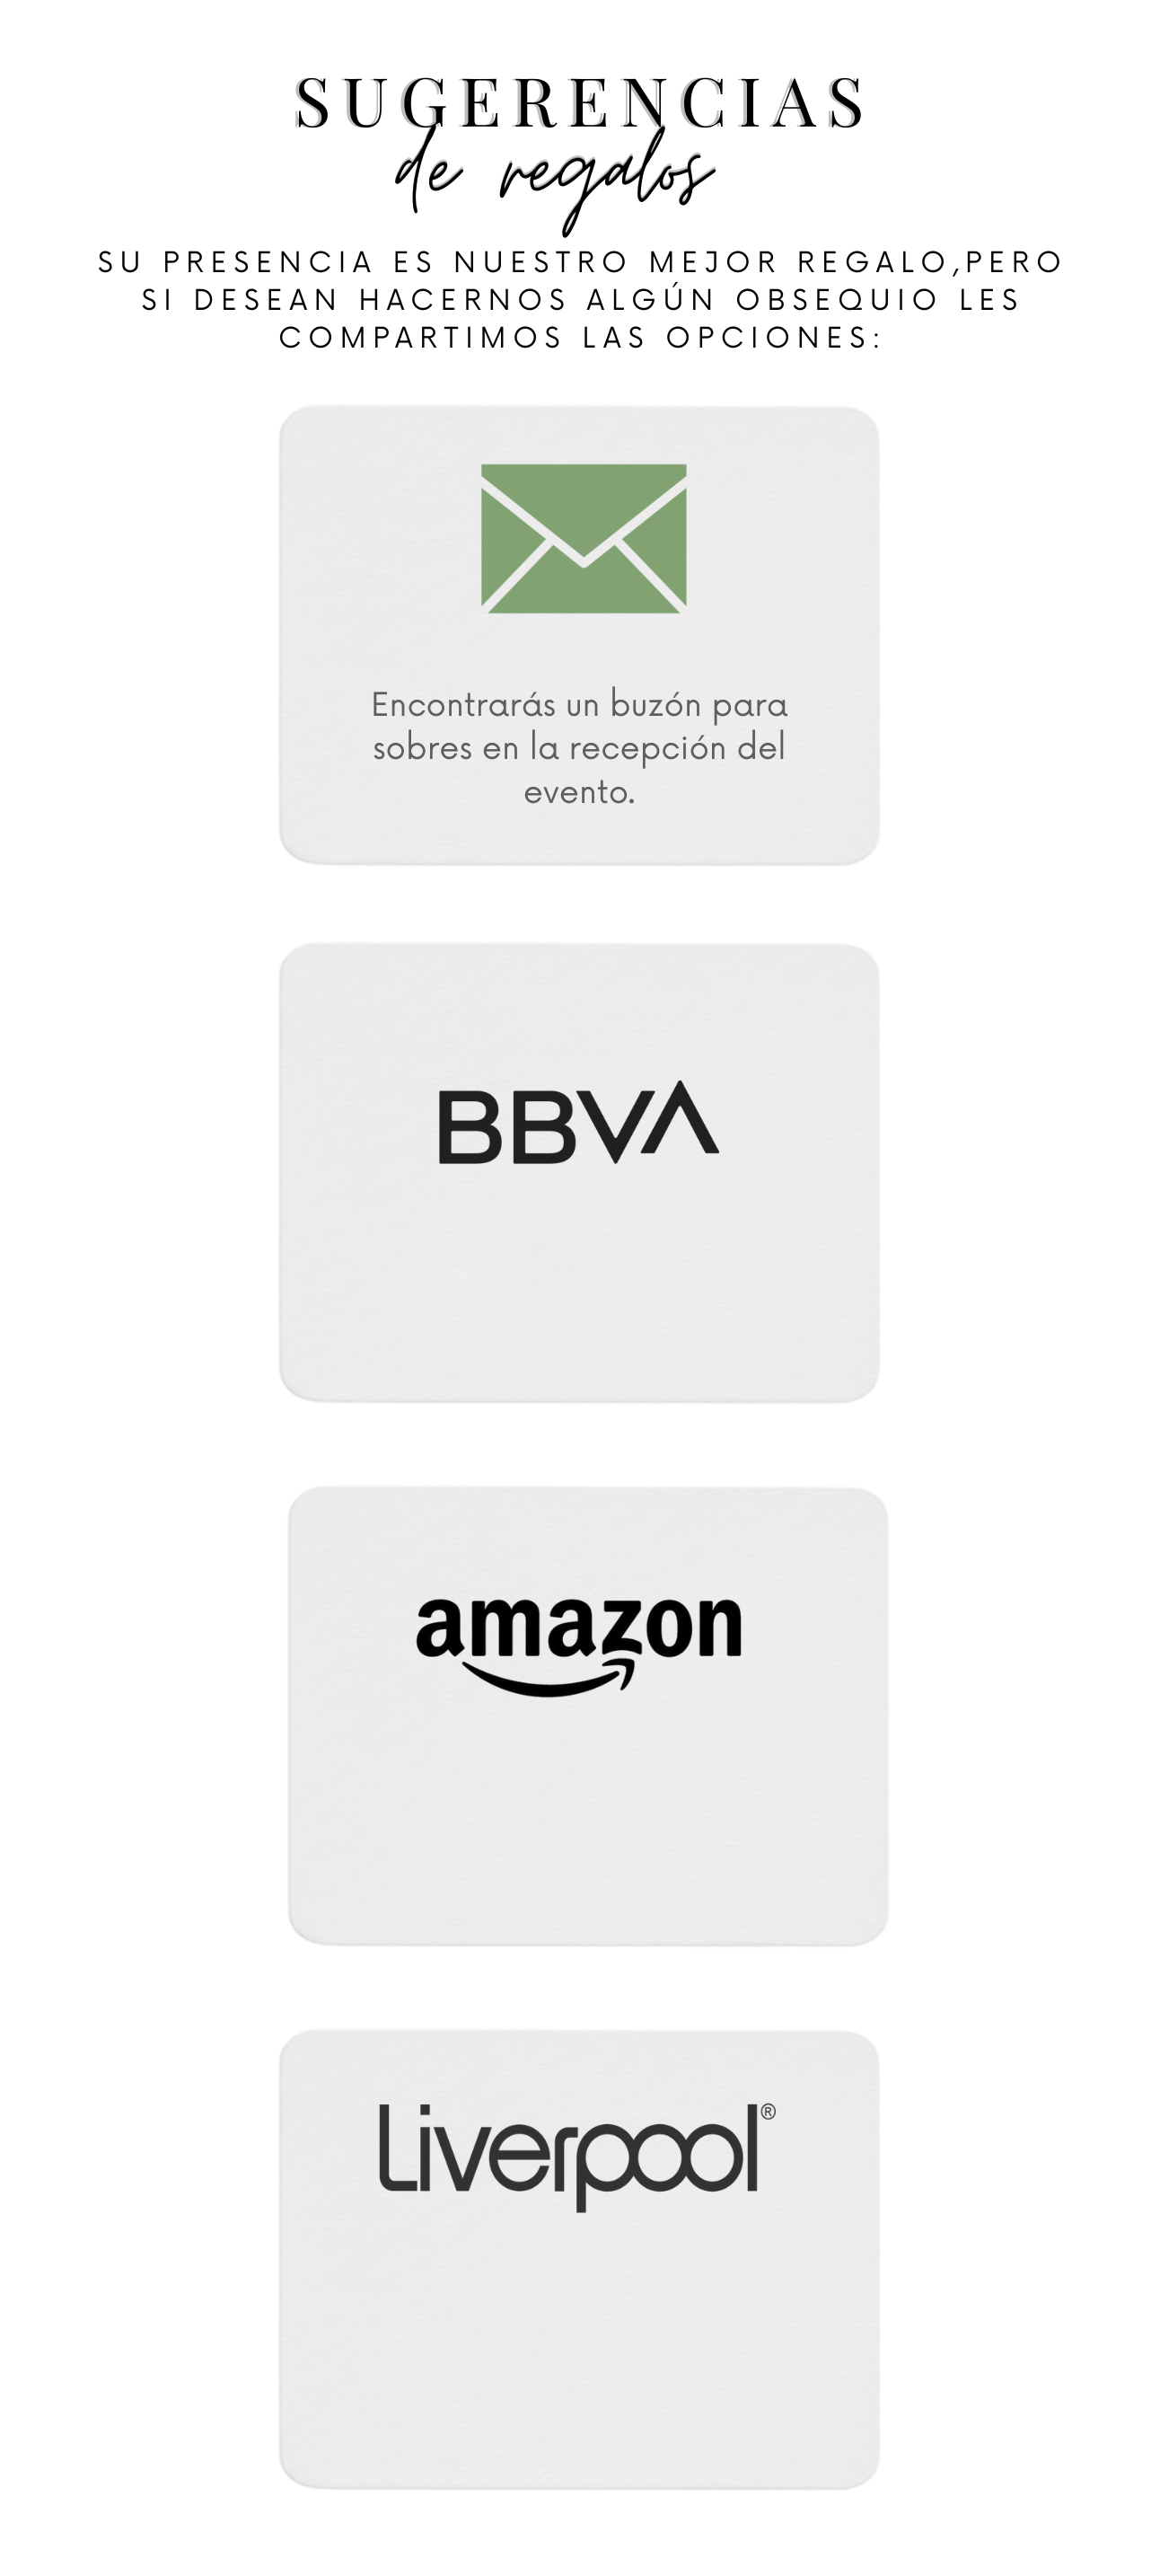 SUGERENCIAS
de regalos
SU PRESENCIA ES NUESTRO MEJOR REGALO,PERO
SI DESEAN HACERNOS ALGÚN OBSEQUIO LES
COMPARTIMOS LAS OPCIONES:
Encontrarás un buzón para
sobres en la recepción del
evento.
BBVA
amazon
Liverpool®